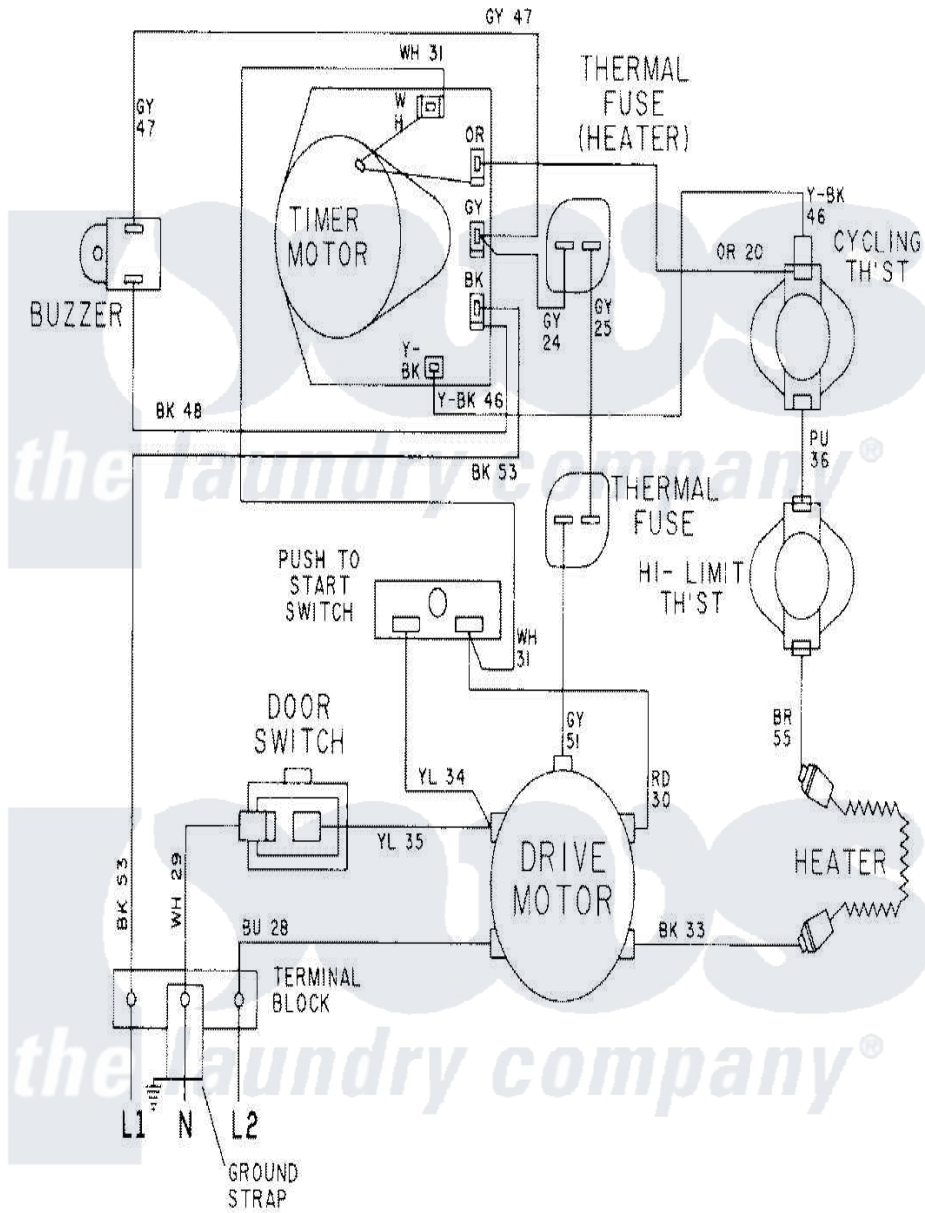 GY 47
WH 31
THERMAL
FUSE
(HEATER)
GY
47
W
H
OR
Y-BK
46
TIMER
MOTOR
GY
OR 20
CYCLING
TH'ST
BK
BUZZER
GY
24
GY
25
Y-
BK
Y-BK 46
BK 48
PU
36
the laundry company®
BK 53
THERMAL
FUSE
PUSH TO
START
SWITCH
HI- LIMIT
TH'ST
WH
31
DOOR
SWITCH
GY
51
BR
55
YL 34
RD
30
YL 35
DRIVE
MOTOR
HEATER
BK 53
WH 29
BU 28
BK 33
TERMINAL
BLOCK
the laundry company®
L1 N L2
GROUND
STRAP